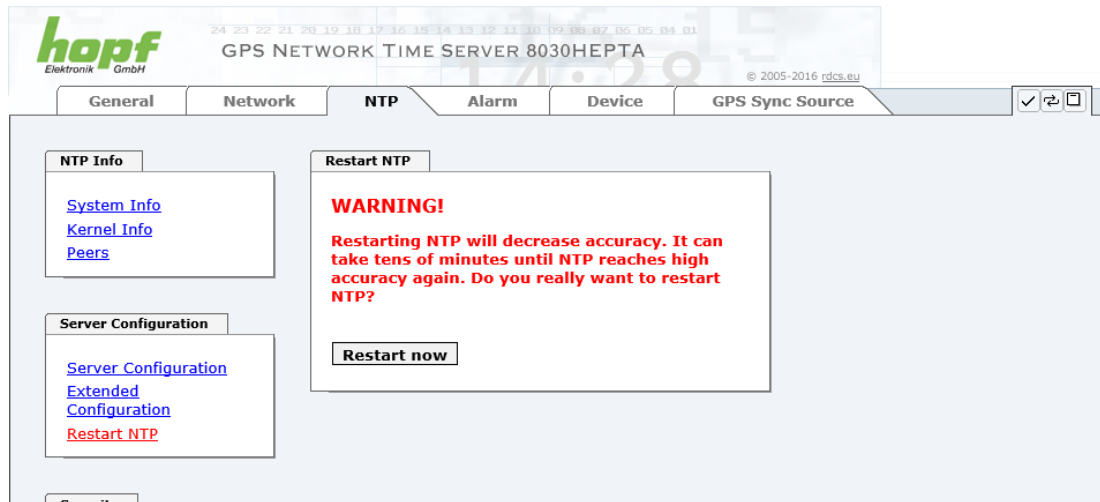 hopf
Elektronik GmbH
24 23 22 21 20 19 18 17 16 15 14 13 12 11 10 09 08 07 06 05 04 01
GPS NETWORK TIME SERVER 8030HEPTA
14:28
© 2005-2016 rdcs.eu
General Network NTP Alarm Device GPS Sync Source
NTP Info
System Info
Kernel Info
Peers
Restart NTP
WARNING!
Restarting NTP will decrease accuracy. It can
take tens of minutes until NTP reaches high
accuracy again. Do you really want to restart
NTP?
Restart now
Server Configuration
Server Configuration
Extended
Configuration
Restart NTP